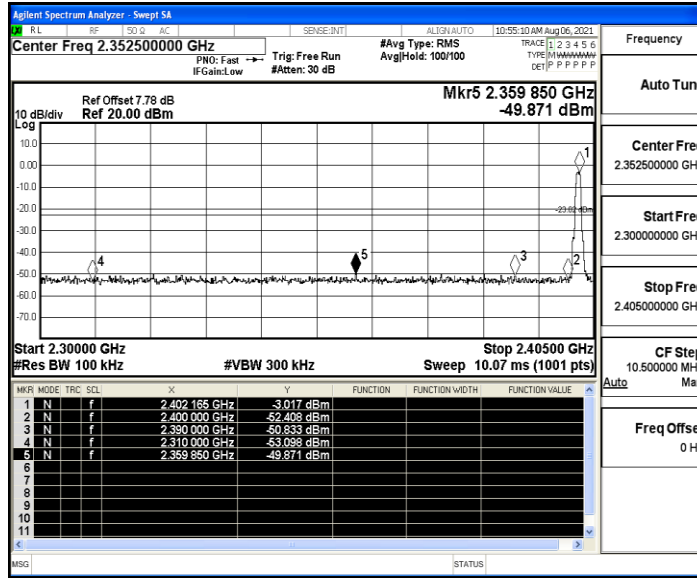 Agilent Spectrum Analyzer - Swept SA
RL RF 50 Ω AC SENSE:INT ALIGN AUTO 10:55:10 AM Aug 06, 2021
Center Freq 2.352500000 GHz
PNO: Fast Trig: Free Run
IFGain:Low #Atten: 30 dB
#Avg Type: RMS
Avg|Hold: 100/100
TRACE 1 2 3 4 5 6
TYPE M
DET P P P P P P
Mkr5 2.359 850 GHz
-49.871 dBm
Ref Offset 7.78 dB
10 dB/div Ref 20.00 dBm
Log
10.0
0.00
-10.0
-20.0
-30.0
-40.0
-50.0
-60.0
-70.0
1
-23.02 dBm
4
5
3
2
Start 2.30000 GHz Stop 2.40500 GHz
#Res BW 100 kHz #VBW 300 kHz Sweep 10.07 ms (1001 pts)
MKR MODE TRC SCL X Y FUNCTION FUNCTION WIDTH FUNCTION VALUE
1 N f 2.402 165 GHz -3.017 dBm
2 N f 2.400 000 GHz -52.408 dBm
3 N f 2.390 000 GHz -50.833 dBm
4 N f 2.310 000 GHz -53.098 dBm
5 N f 2.359 850 GHz -49.871 dBm
6
7
8
9
10
11
MSG STATUS
Frequency
Auto Tun
Center Fre
2.352500000 GH
Start Fre
2.300000000 GH
Stop Fre
2.405000000 GH
CF Step
10.500000 MH
Auto Ma
Freq Offse
0 H